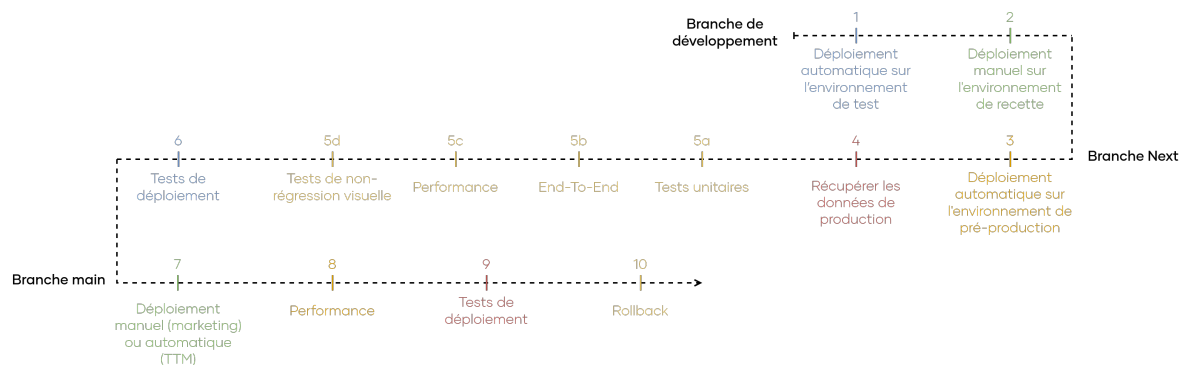 Branche de
développement
1
Déploiement
automatique sur
l'environnement
de test
2
Déploiement
manuel sur
l'environnement
de recette
Branche Next
3
Déploiement
automatique sur
l'environnement de
pré-production
4
Récupérer les
données de
production
5a
Tests unitaires
5b
End-To-End
5c
Performance
5d
Tests de non-
régression visuelle
6
Tests de
déploiement
Branche main
7
Déploiement
manuel (marketing)
ou automatique
(TTM)
8
Performance
9
Tests de
déploiement
10
Rollback